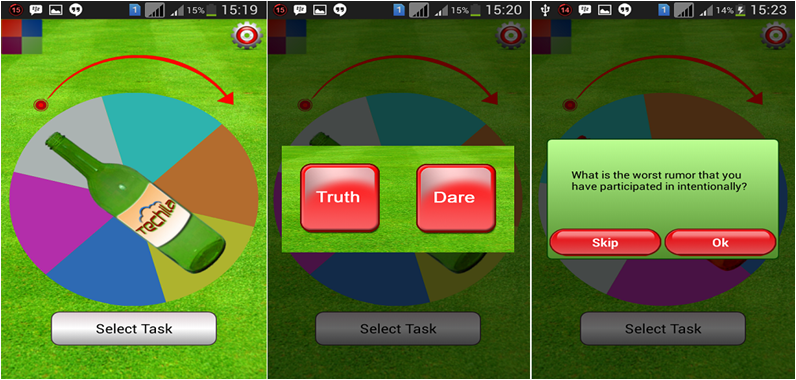 15
1
15%
15:19
Techila
Select Task
15
1
15%
15:20
Truth
Dare
Select Task
14
1
14%
15:23
What is the worst rumor that you
have participated in intentionally?
Skip
Ok
Select Task